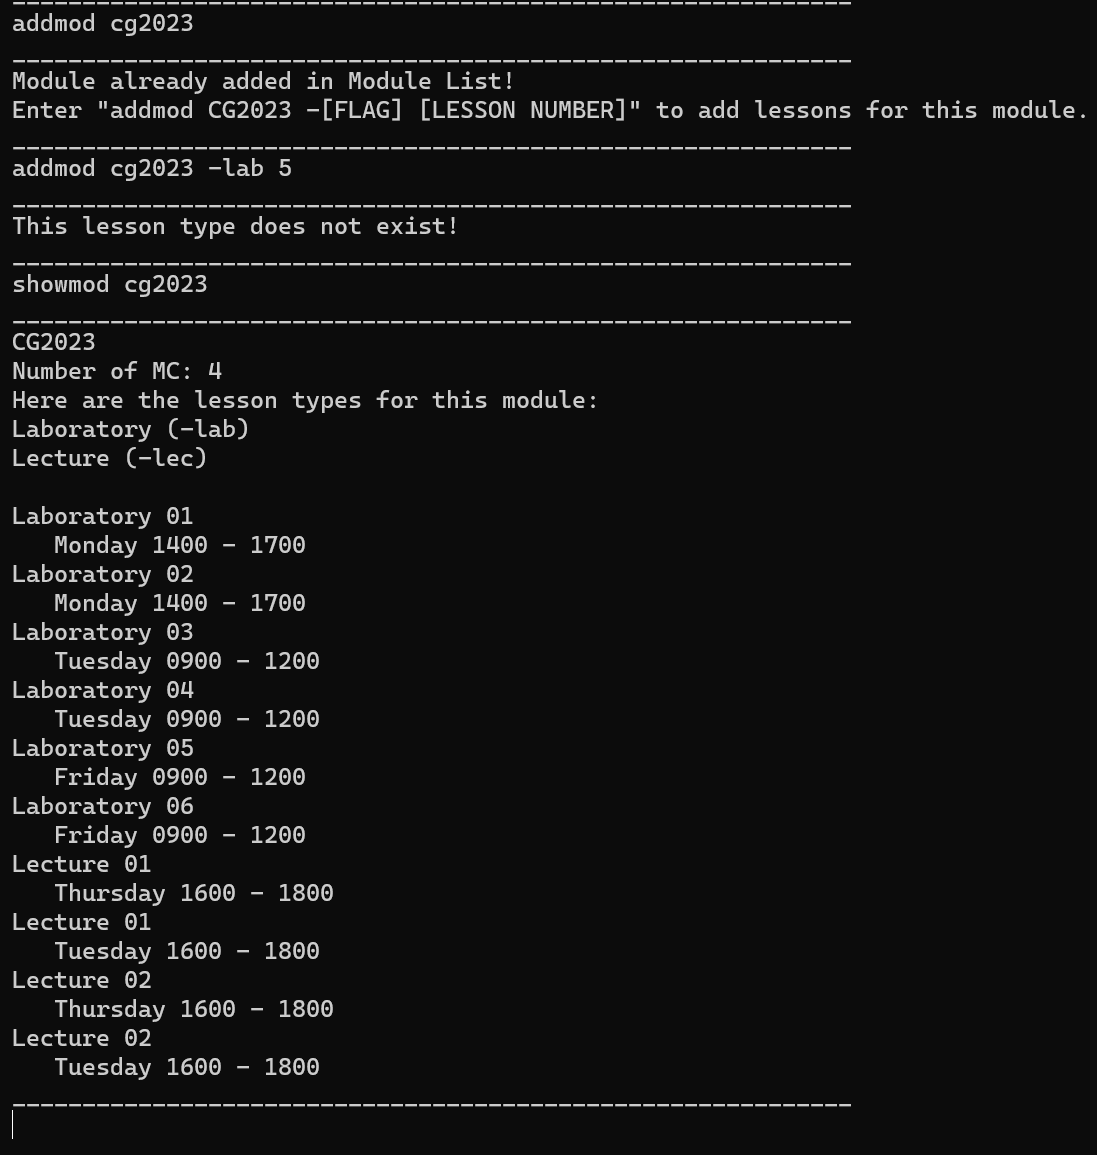 ____________________________________________________________
addmod cg2023
____________________________________________________________
Module already added in Module List!
Enter "addmod CG2023 -[FLAG] [LESSON NUMBER]" to add lessons for this module.
____________________________________________________________
addmod cg2023 -lab 5
____________________________________________________________
This lesson type does not exist!
____________________________________________________________
showmod cg2023
____________________________________________________________
CG2023
Number of MC: 4
Here are the lesson types for this module:
Laboratory (-lab)
Lecture (-lec)

Laboratory 01
   Monday 1400 - 1700
Laboratory 02
   Monday 1400 - 1700
Laboratory 03
   Tuesday 0900 - 1200
Laboratory 04
   Tuesday 0900 - 1200
Laboratory 05
   Friday 0900 - 1200
Laboratory 06
   Friday 0900 - 1200
Lecture 01
   Thursday 1600 - 1800
Lecture 01
   Tuesday 1600 - 1800
Lecture 02
   Thursday 1600 - 1800
Lecture 02
   Tuesday 1600 - 1800
____________________________________________________________